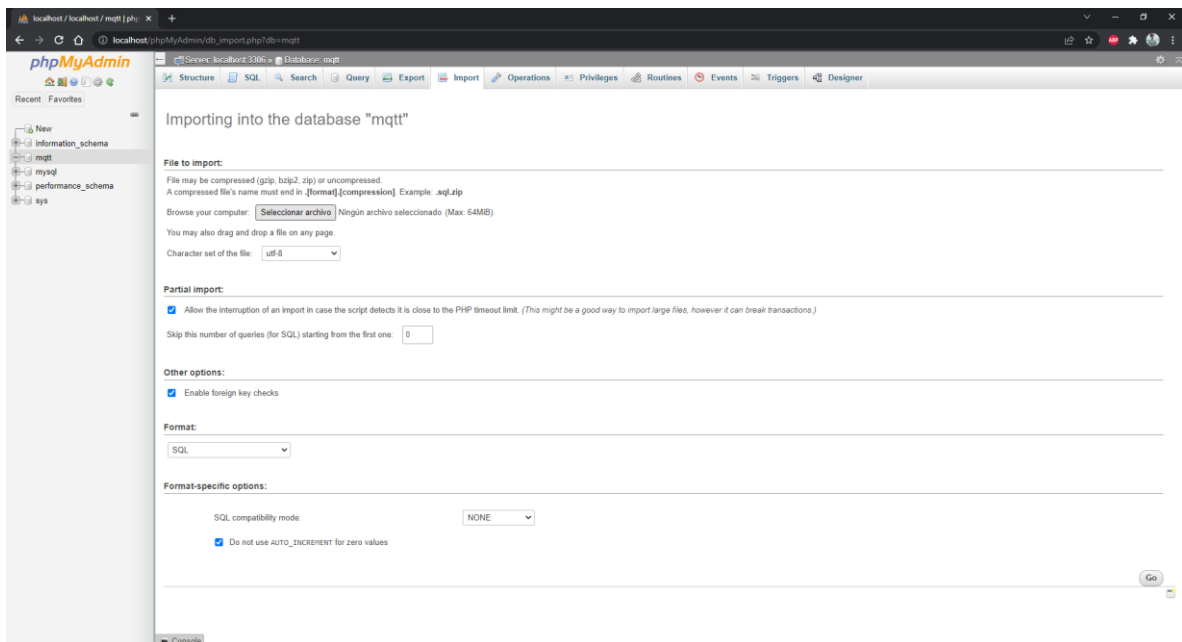 localhost / localhost / mqtt | php
localhost/phpMyAdmin/db_import.php?db=mqtt
ABP
phpMyAdmin
Recent Favorites
New
information_schema
mqtt
mysql
performance_schema
sys
Server: localhost:3306 » Database: mqtt
Structure SQL Search Query Export Import Operations Privileges Routines Events Triggers Designer
Importing into the database "mqtt"
File to import:
File may be compressed (gzip, bzip2, zip) or uncompressed.
A compressed file's name must end in .[format].[compression]. Example: .sql.zip
Browse your computer: Seleccionar archivo Ningún archivo seleccionado (Max: 64MiB)
You may also drag and drop a file on any page.
Character set of the file: utf-8
Partial import:
Allow the interruption of an import in case the script detects it is close to the PHP timeout limit. (This might be a good way to import large files, however it can break transactions.)
Skip this number of queries (for SQL) starting from the first one: 0
Other options:
Enable foreign key checks
Format:
SQL
Format-specific options:
SQL compatibility mode: NONE
Do not use AUTO_INCREMENT for zero values
Go
Console